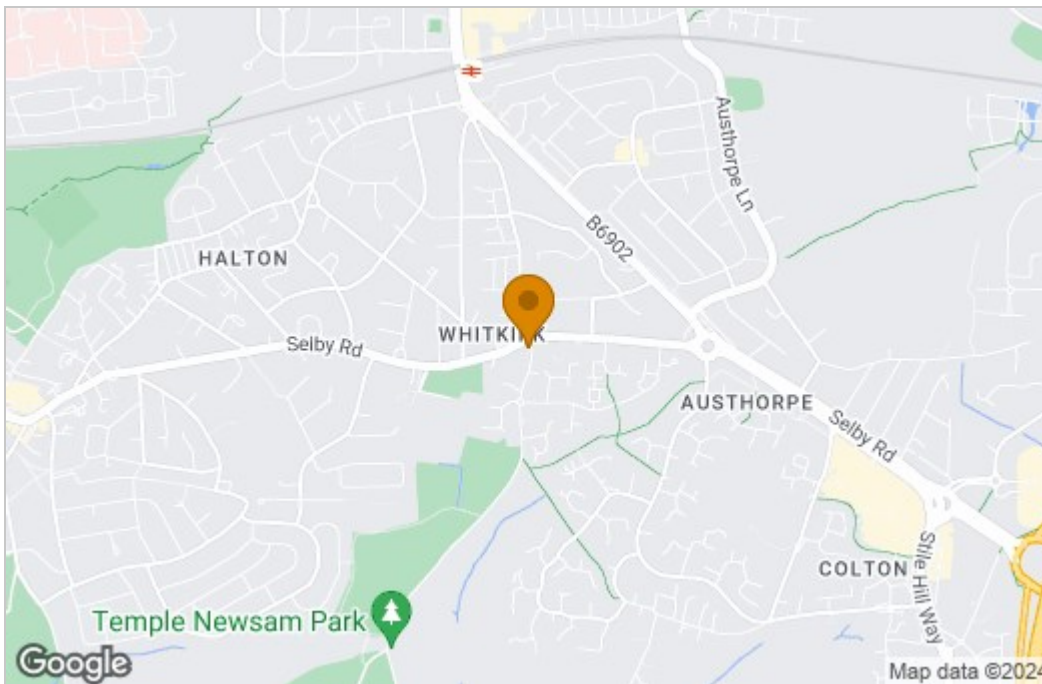 Austhorpe Ln
B6902
HALTON
WHITKIRK
Selby Rd
AUSTHORPE
Selby Rd
COLTON
Stile Hill Way
Temple Newsam Park
Google
Map data ©2024